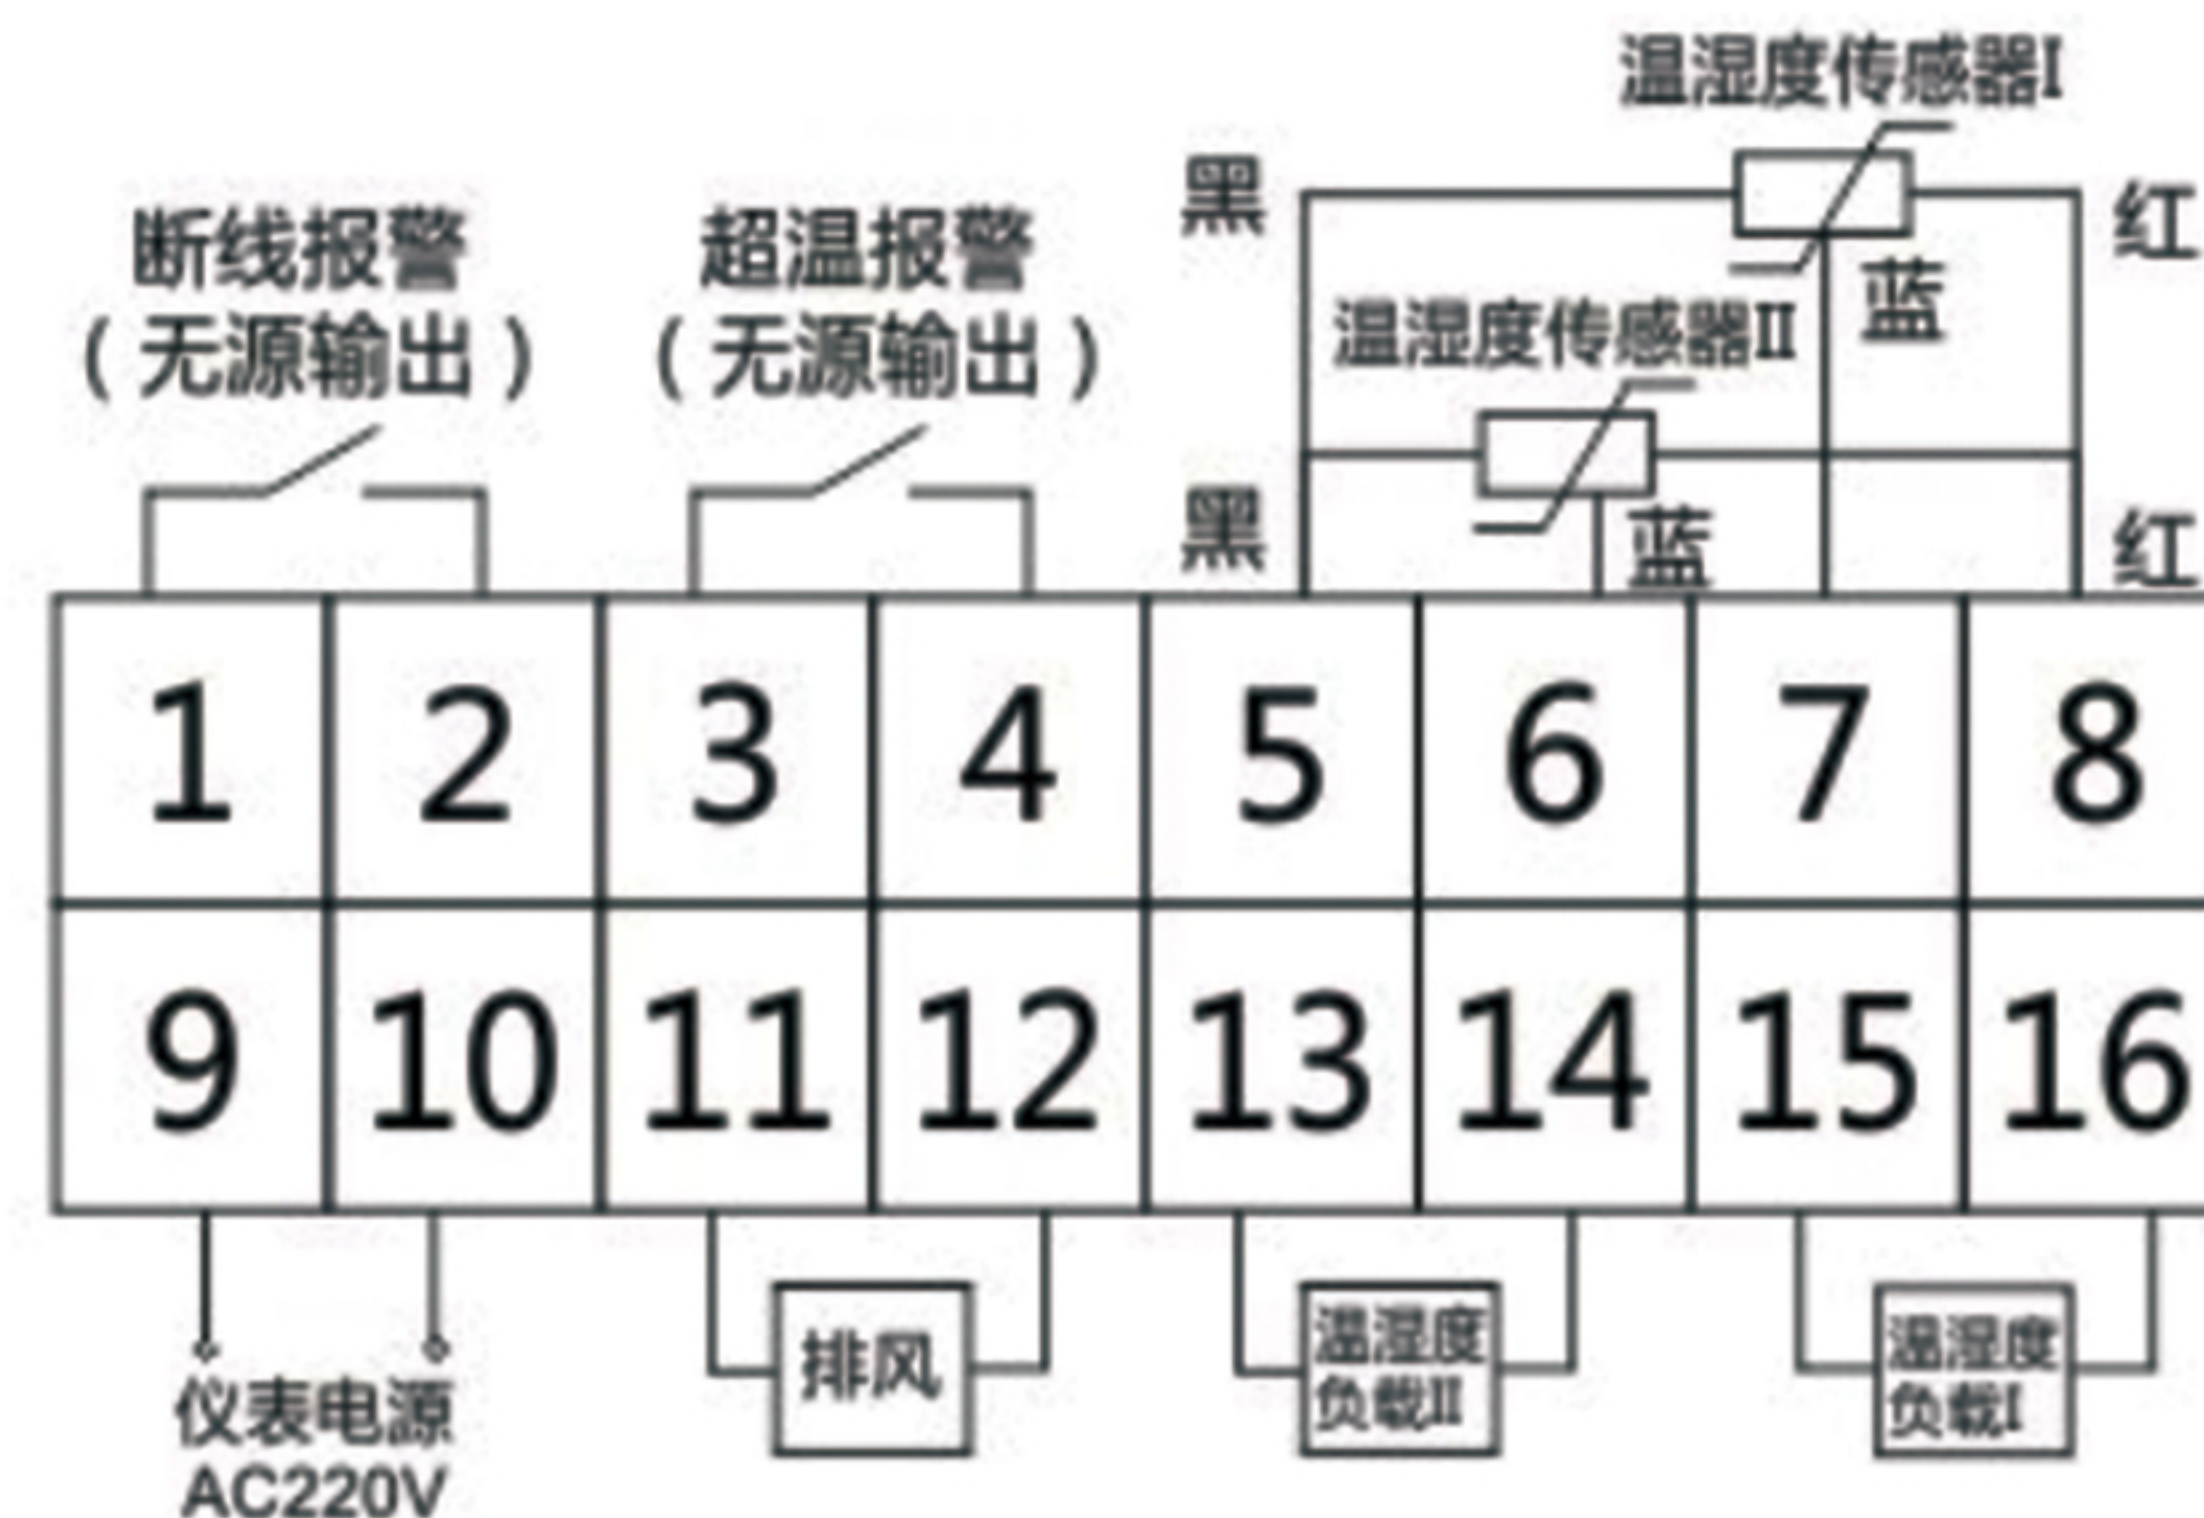 温湿度传感器I
黑
红
断线报警
（无源输出）
超温报警
（无源输出）
蓝
温湿度传感器II
黑
蓝
红
1 2 3 4 5 6 7 8
9 10 11 12 13 14 15 16
仪表电源
AC220V
排风
温湿度
负载II
温湿度
负载I